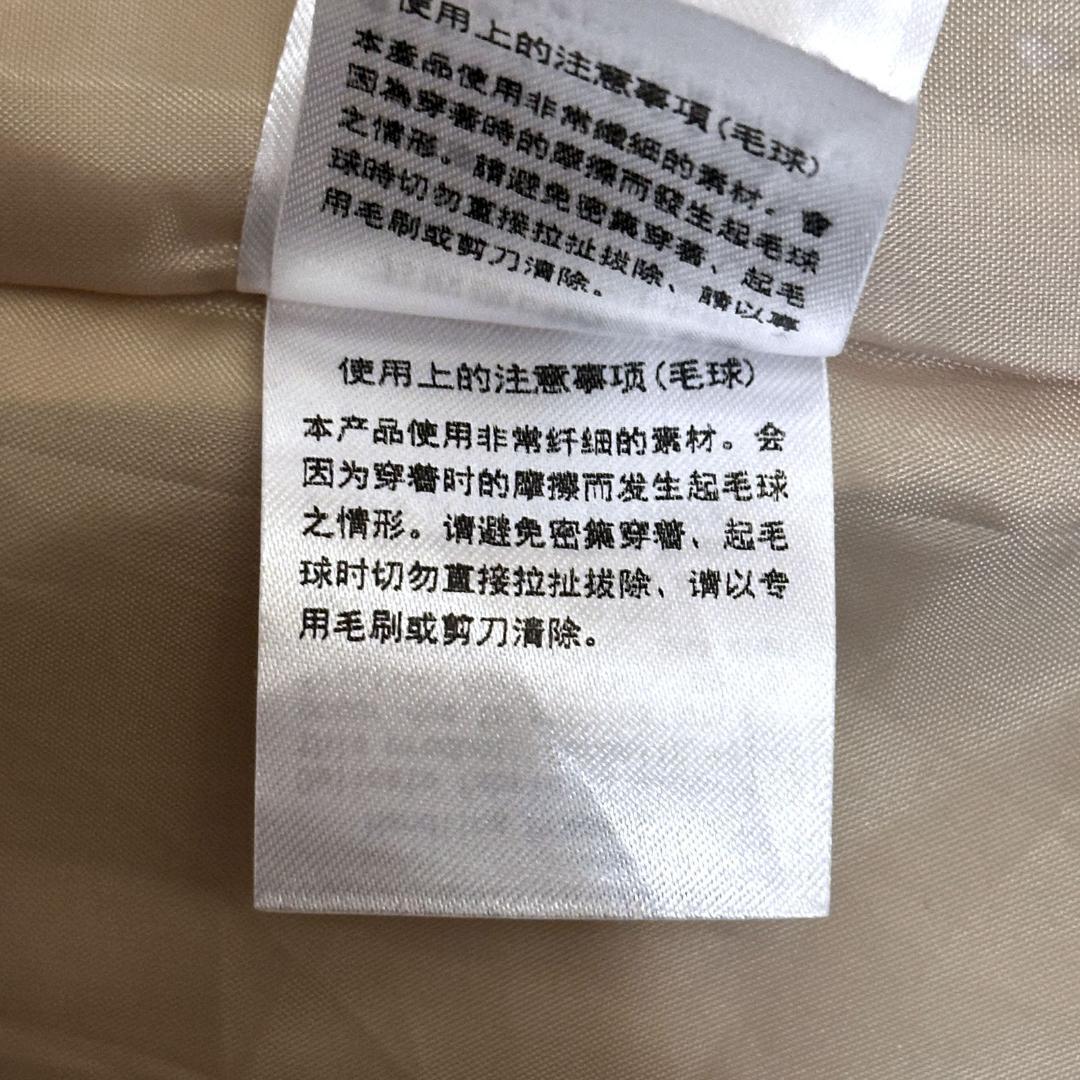 使用上的注意事項(毛球)
本產品使用非常纖細的素材。會
因為穿著時的摩擦而發生起毛球
之情形。請避免密集穿著、起毛
球時切勿直接拉扯拔除、請以專
用毛刷或剪刀清除。
使用上的注意事项(毛球)
本产品使用非常纤细的素材。会
因为穿着时的摩擦而发生起毛球
之情形。请避免密集穿着、起毛
球时切勿直接拉扯拔除、请以专
用毛刷或剪刀清除。